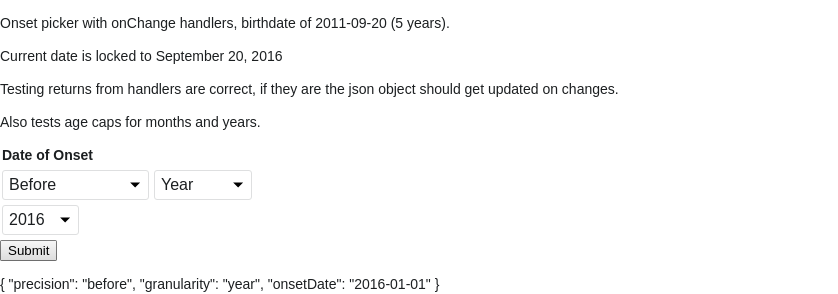 Onset picker with onChange handlers, birthdate of 2011-09-20 (5 years).
Current date is locked to September 20, 2016
Testing returns from handlers are correct, if they are the json object should get updated on changes.
Also tests age caps for months and years.
Date of Onset
Before Year
2016
Submit
{ "precision": "before", "granularity": "year", "onsetDate": "2016-01-01" }